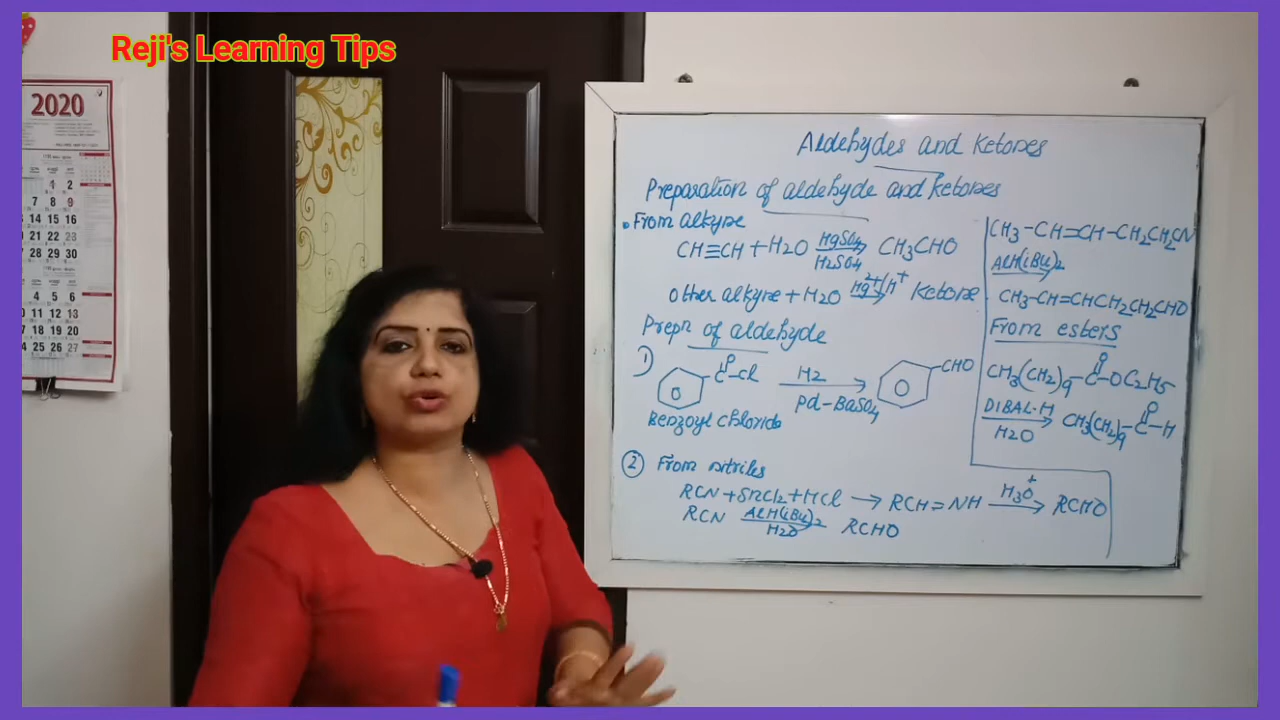 Reji's Learning Tips
2020
Aldehydes and Ketones
Preparation of aldehyde and ketones
• From alkyne
CH≡CH + H2O HgSO4 H2SO4 → CH3CHO
Other alkyne + H2O Hg2+/H+ → Ketone
Prepn of aldehyde
1)
O
C-Cl
H2 → Pd-BaSO4
CHO
Benzoyl chloride
② From nitriles
RCN + SnCl2 + HCl → RCH=NH H3O+ → RCHO
RCN AlH(iBu)2 H2O → RCHO
CH3-CH=CH-CH2CH2CN
AlH(iBu)2
CH3-CH=CHCH2CH2CHO
From esters
O
CH3(CH2)9-C-OC2H5
DIBAL-H → H2O
O
CH3(CH2)9-C-H